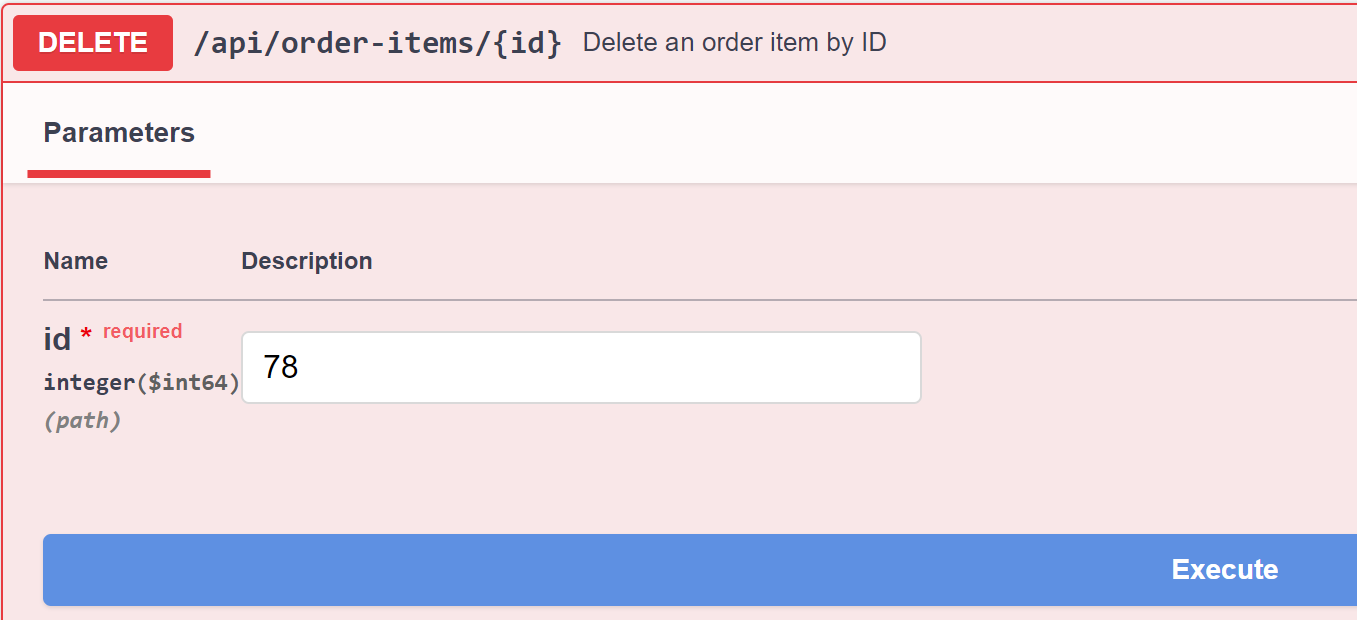 DELETE /api/order-items/{id} Delete an order item by ID
Parameters
Name Description
id * required
integer($int64)
(path)
78
Execute